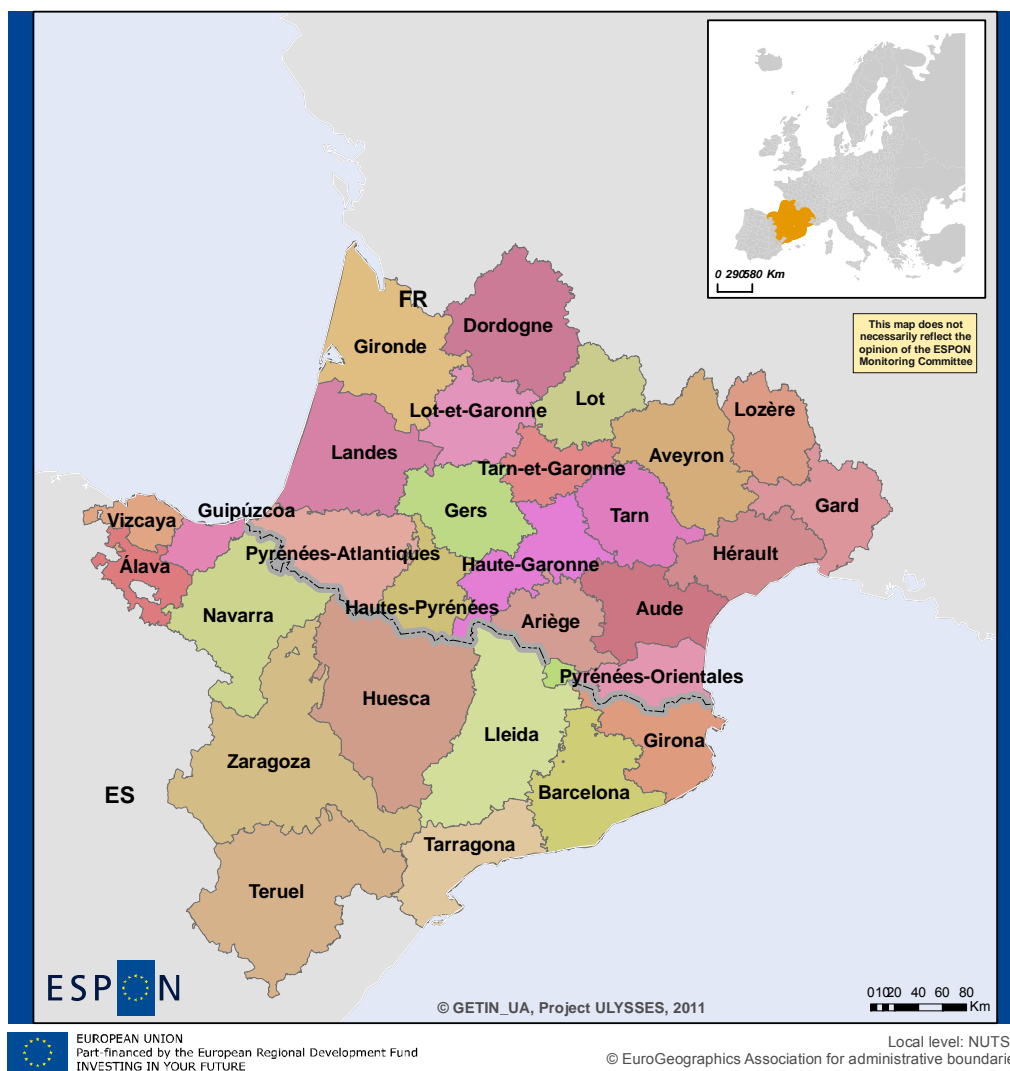 0 290580 Km
This map does not
necessarily reflect the
opinion of the ESPON
Monitoring Committee
FR
Dordogne
Gironde
Lot
Lot-et-Garonne
Lozère
Landes
Aveyron
Tarn-et-Garonne
Gard
Guipúzcoa
Gers
Tarn
Vizcaya
Pyrénées-Atlantiques
Hérault
Álava
Haute-Garonne
Hautes-Pyrénées
Aude
Navarra
Ariège
Pyrénées-Orientales
Huesca
Lleida
Girona
Zaragoza
ES
Barcelona
Tarragona
Teruel
ESPON
© GETIN_UA, Project ULYSSES, 2011
01020 40 60 80
Km
EUROPEAN UNION
Part-financed by the European Regional Development Fund
INVESTING IN YOUR FUTURE
Local level: NUTS
© EuroGeographics Association for administrative boundarie